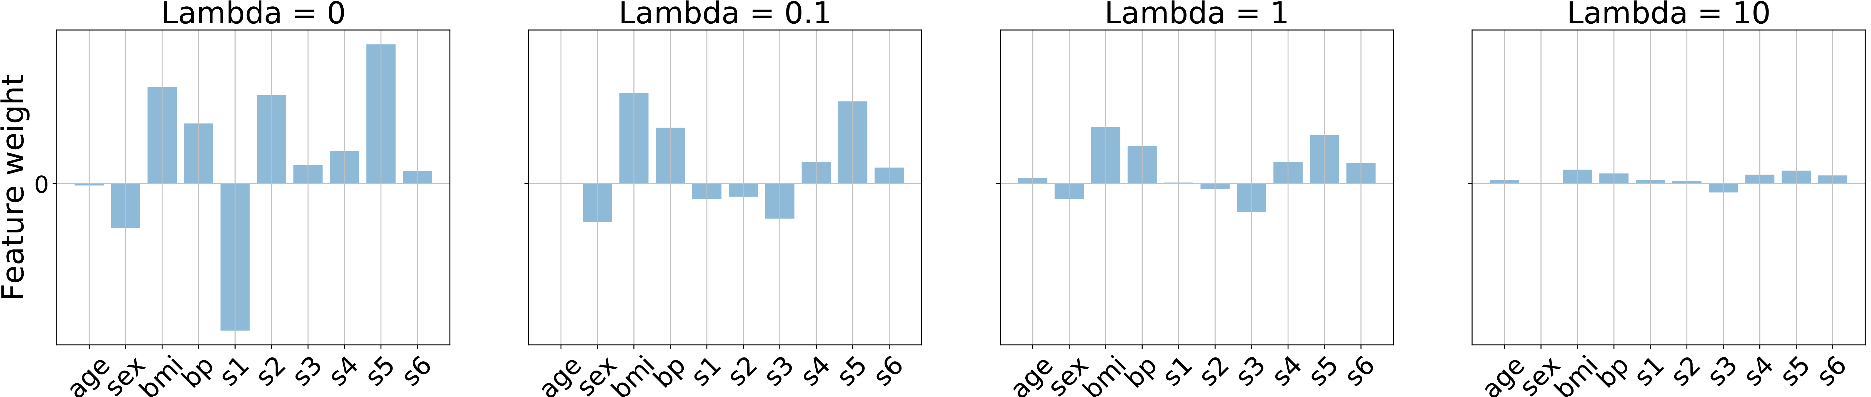 Lambda = 0
Lambda = 0.1
Lambda = 1
Lambda = 10
Feature weight
0
age sex bmi bp s1 s2 s3 s4 s5 s6
age sex bmi bp s1 s2 s3 s4 s5 s6
age sex bmi bp s1 s2 s3 s4 s5 s6
age sex bmi bp s1 s2 s3 s4 s5 s6